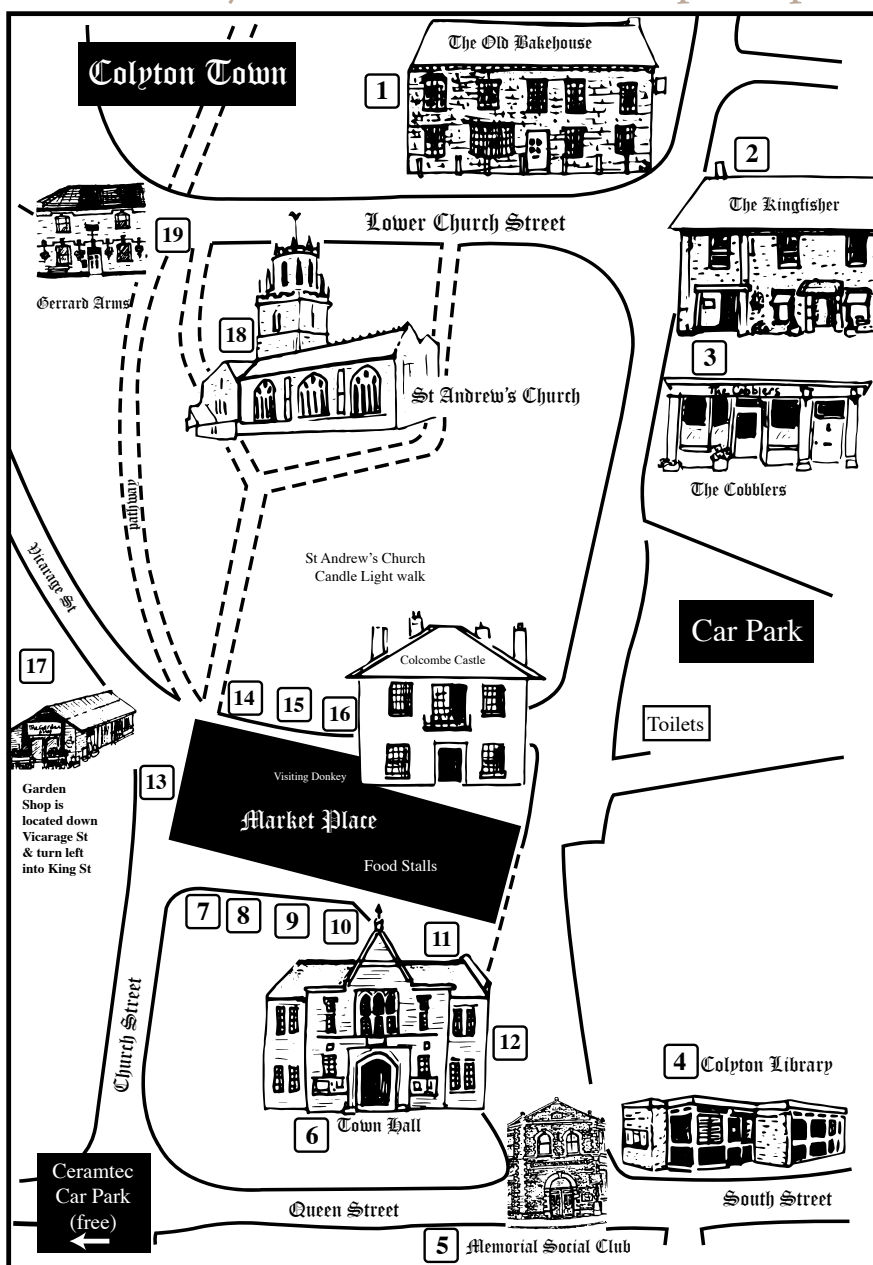 Colyton Town
The Old Bakehouse
1
2
The Kingfisher
Lower Church Street
19
Gerrard Arms
18
3
The Cobblers
St Andrew's Church
The Cobblers
pathway
Vicarage St
St Andrew's Church
Candle Light walk
Car Park
17
Colcombe Castle
14
15
16
Toilets
13
Visiting Donkey
Market Place
Food Stalls
Garden
Shop is
located down
Vicarage St
& turn left
into King St
7
8
9
10
11
Church Street
12
4
Colyton Library
6
Town Hall
Ceramtec
Car Park
(free)
Queen Street
South Street
5
Memorial Social Club